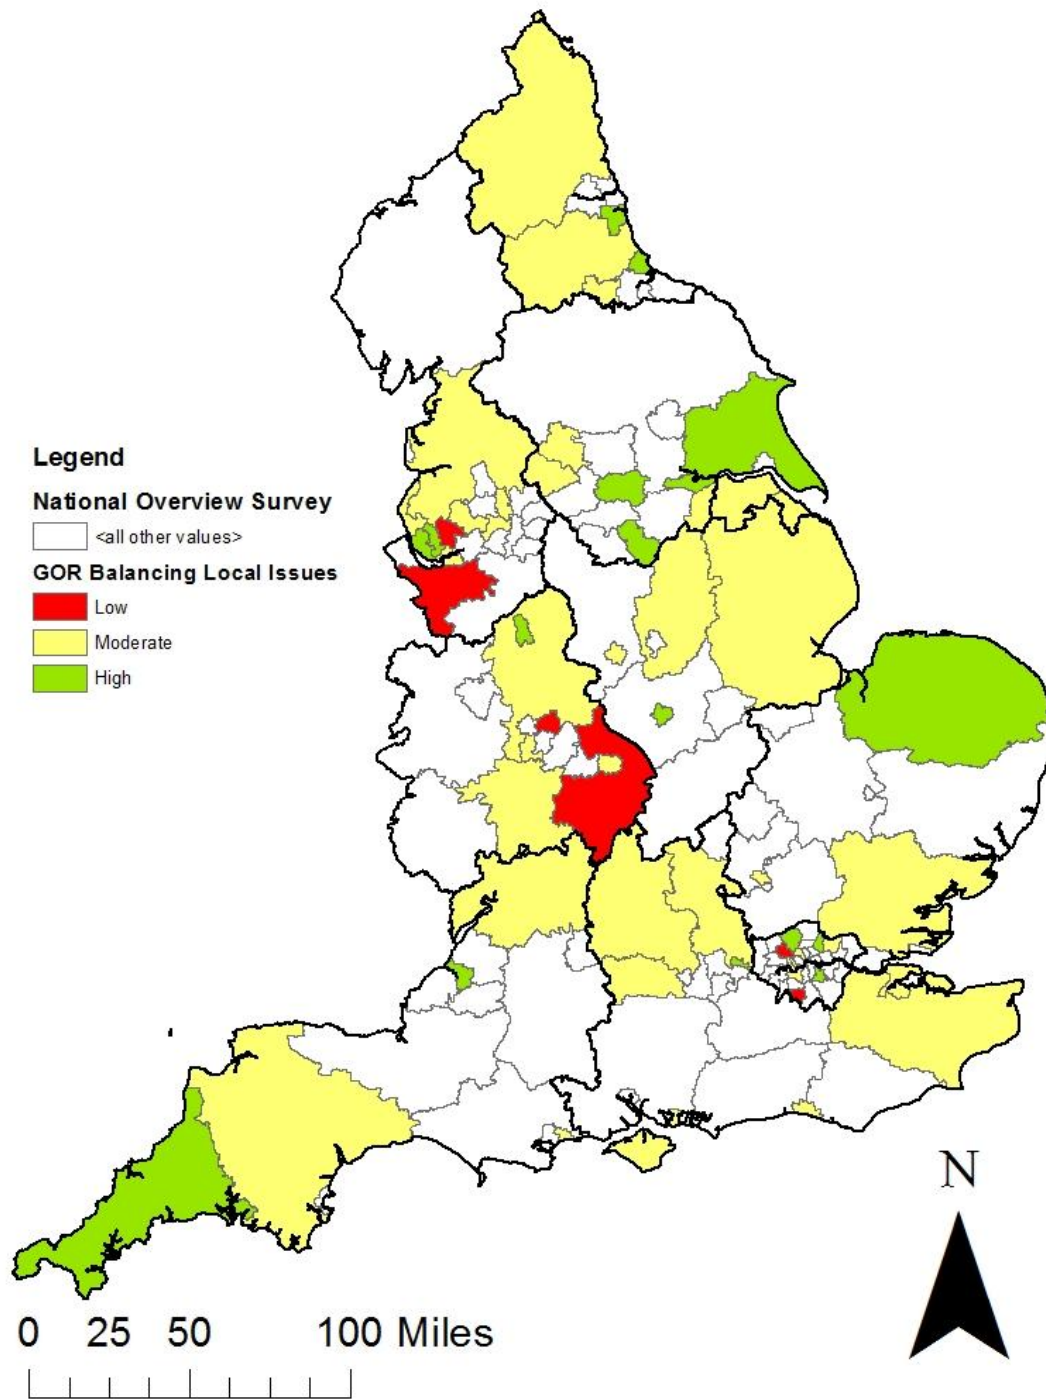 Legend
National Overview Survey
<all other values>
GOR Balancing Local Issues
Low
Moderate
High
N
0 25 50 100 Miles